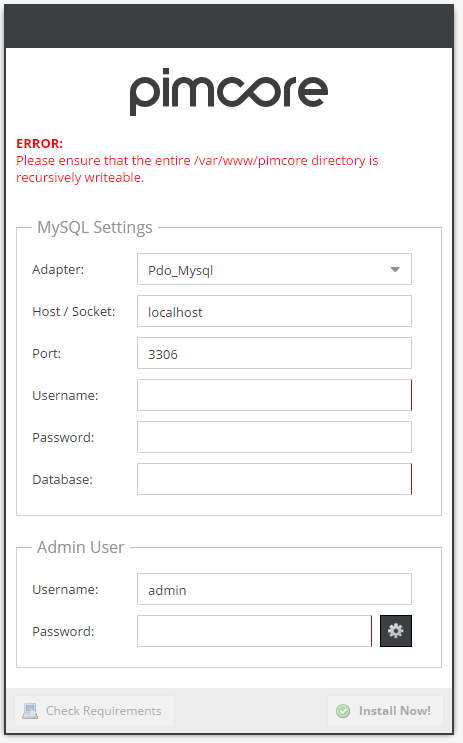 pimcore
ERROR:
Please ensure that the entire /var/www/pimcore directory is
recursively writeable.
MySQL Settings
Adapter:
Pdo_Mysql
Host / Socket:
localhost
Port:
3306
Username:
Password:
Database:
Admin User
Username:
admin
Password:
Check Requirements
Install Now!